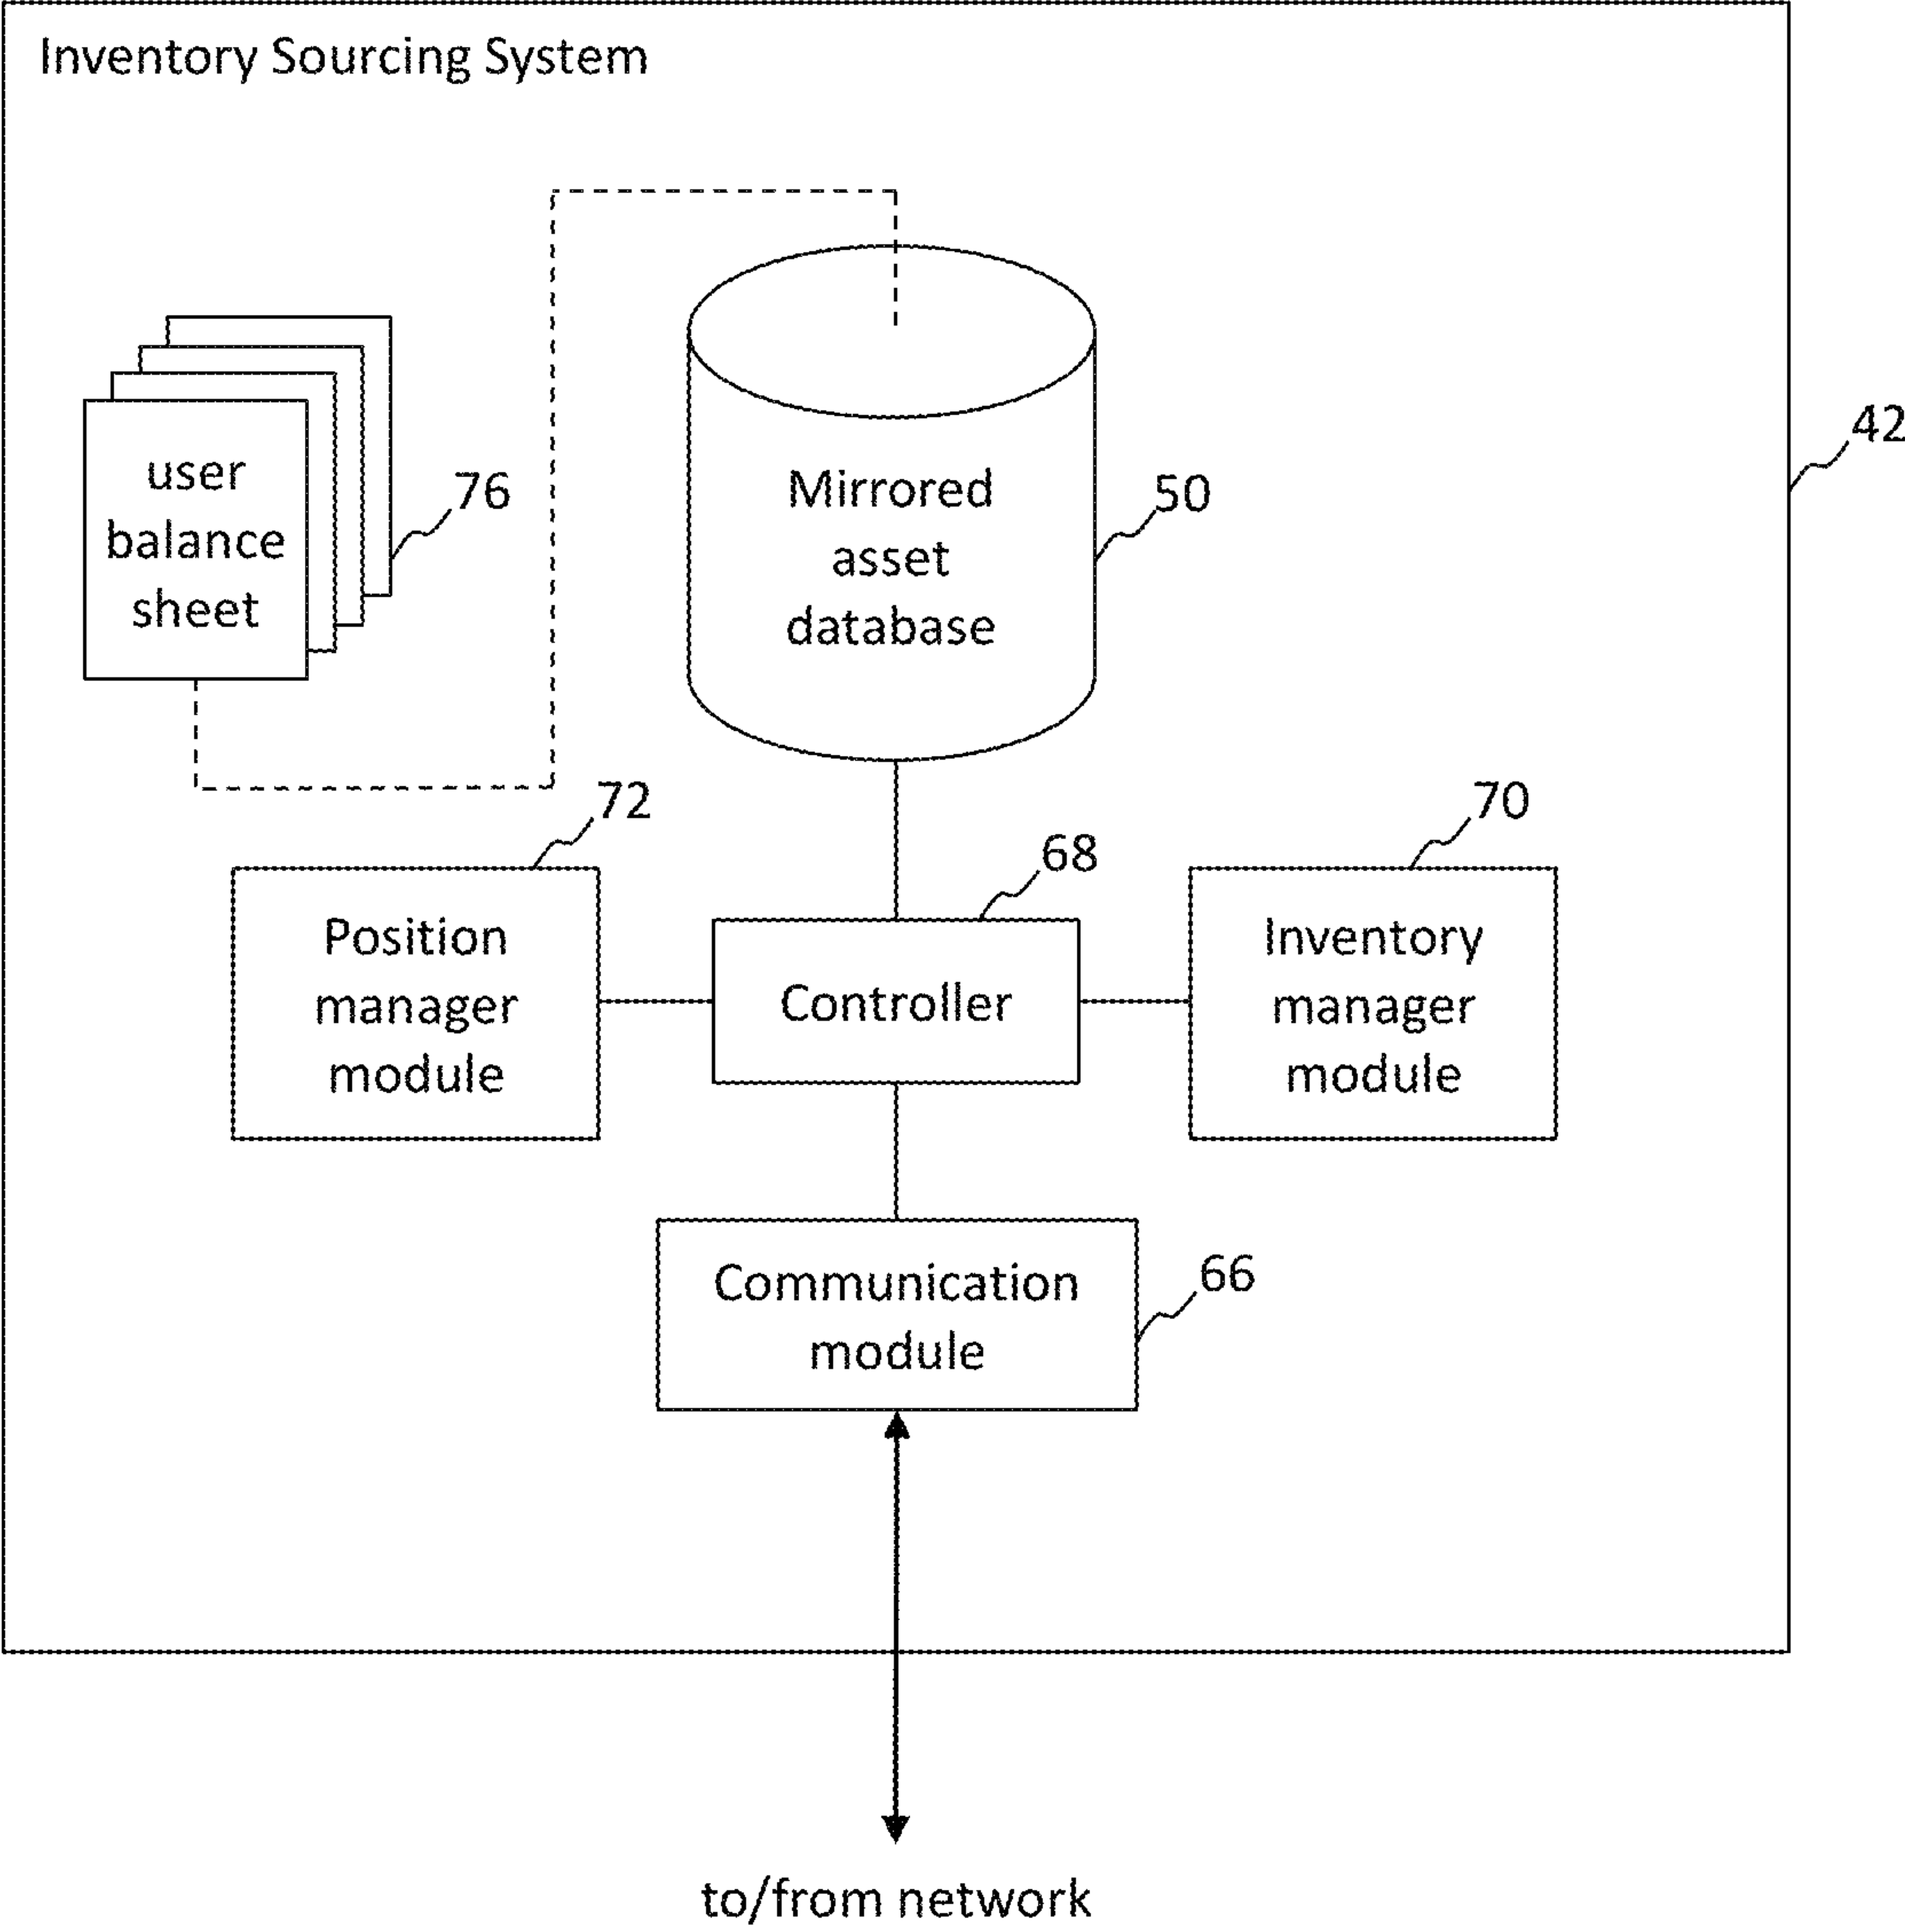 Inventory Sourcing System
42
user
balance
sheet
76
Mirrored
asset
database
50
72
Position
manager
module
68
Controller
70
Inventory
manager
module
Communication
module
66
to/from network